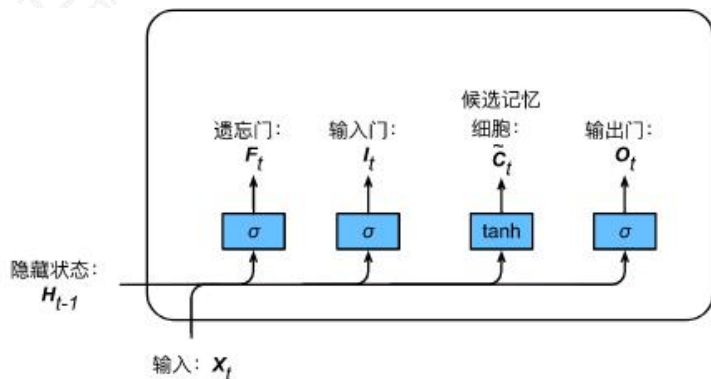 遗忘门：
F_t
输入门：
I_t
候选记忆
细胞：
C̃_t
输出门：
O_t
σ
σ
tanh
σ
隐藏状态：
H_{t-1}
输入：X_t